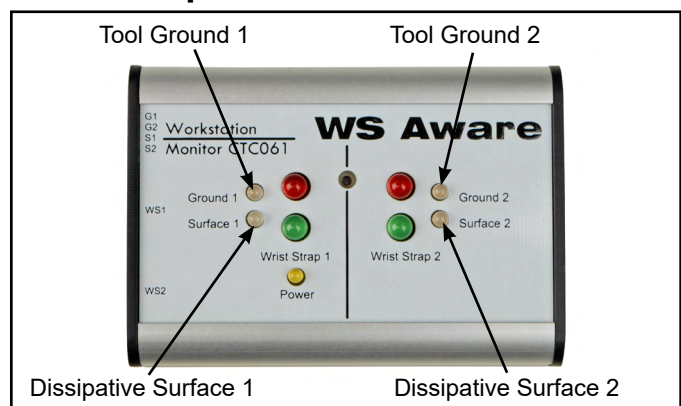 Tool Ground 1
Tool Ground 2
G1
G2
S1
S2
Workstation
Monitor CTC061
WS Aware
Ground 1
Ground 2
WS1
Surface 1
Surface 2
Wrist Strap 1
Wrist Strap 2
WS2
Power
Dissipative Surface 1
Dissipative Surface 2